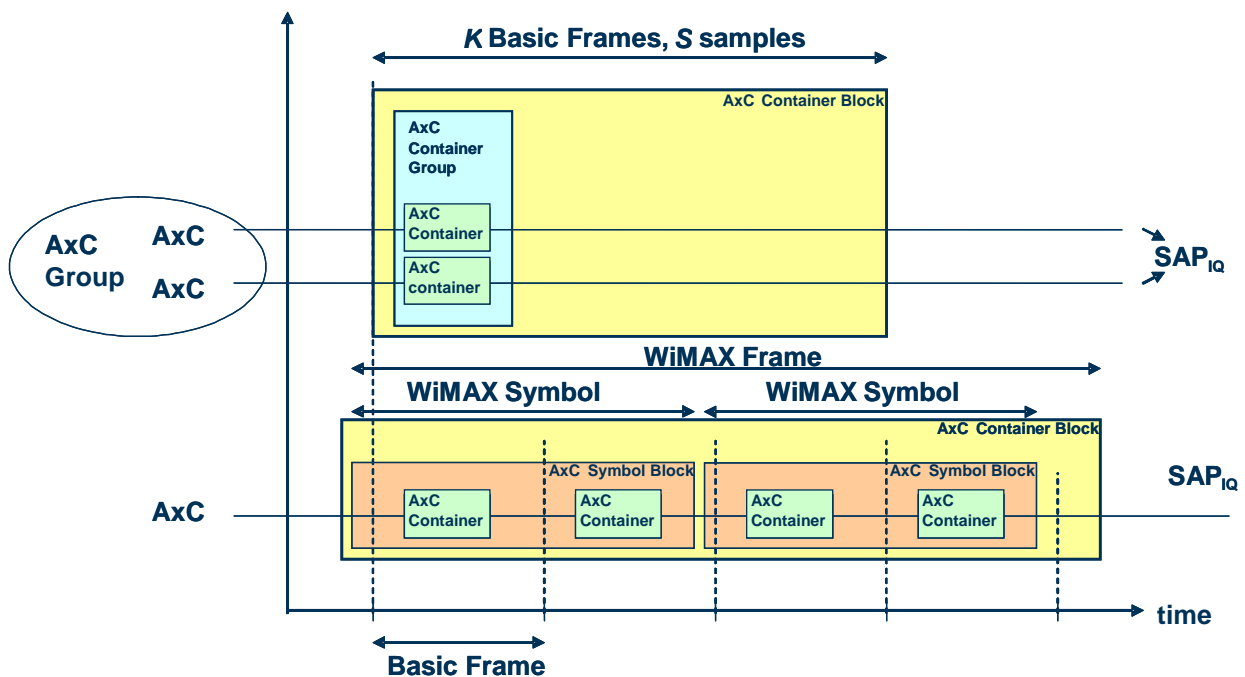 K Basic Frames, S samples
AxC Container Block
AxC
Container
Group
AxC
Container
AxC
container
AxC
Group
AxC
AxC
SAPIQ
WiMAX Frame
WiMAX Symbol
WiMAX Symbol
AxC Container Block
AxC Symbol Block
AxC Symbol Block
AxC
Container
AxC
Container
AxC
Container
AxC
Container
AxC
SAPIQ
time
Basic Frame